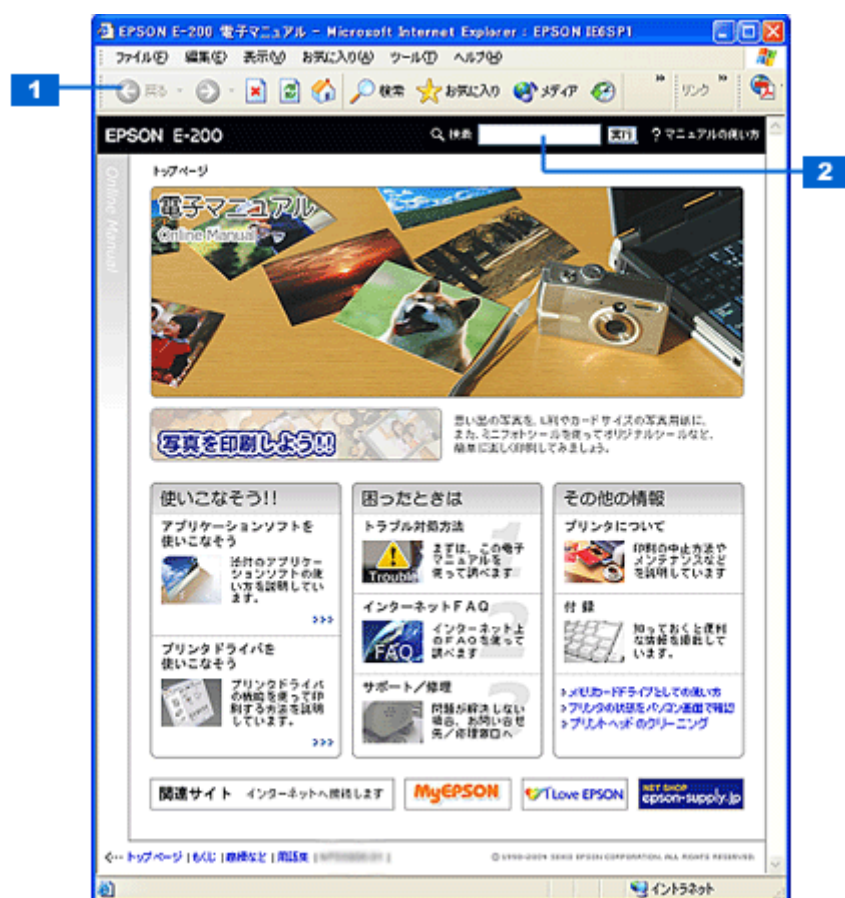 EPSON E-200 電子マニュアル - Microsoft Internet Explorer : EPSON IE6SP1
ファイル(F) 編集(E) 表示(V) お気に入り(A) ツール(T) ヘルプ(H)
1
戻る 検索 お気に入り メディア » リンク »
EPSON E-200 検索 実行 ? マニュアルの使い方
2
Online Manual
トップページ
電子マニュアル
Online Manual
写真を印刷しよう!!
思い出の写真を、L判やカードサイズの写真用紙に。
また、ミニフォトシールを使ってオリジナルシールなど、
簡単に楽しく印刷してみましょう。
使いこなそう!!
アプリケーションソフトを
使いこなそう
添付のアプリケー
ションソフトの使
い方を説明してい
ます。
>>>
プリンタドライバを
使いこなそう
プリンタドライバ
の機能を使って印
刷する方法を説明
しています。
>>>
困ったときは
トラブル対処方法
1
Trouble
まずは、この電子
マニュアルを
使って調べます
インターネットFAQ
2
FAQ
インターネット上
のFAQを使って
調べます
サポート/修理
3
問題が解決しない
場合、お問い合せ
先/修理窓口へ
その他の情報
プリンタについて
印刷の中止方法や
メンテナンスなど
を説明しています
付 録
知っておくと便利
な情報を掲載して
います。
>メモリカードドライブとしての使い方
>プリンタの状態をパソコン画面で確認
>プリントヘッドのクリーニング
関連サイト インターネットへ接続します
MyEPSON
I Love EPSON
NET SHOP
epson-supply.jp
トップページ | もくじ | 商標など | 用語集
© 1990-2004 SEIKO EPSON CORPORATION. ALL RIGHTS RESERVED.
イントラネット